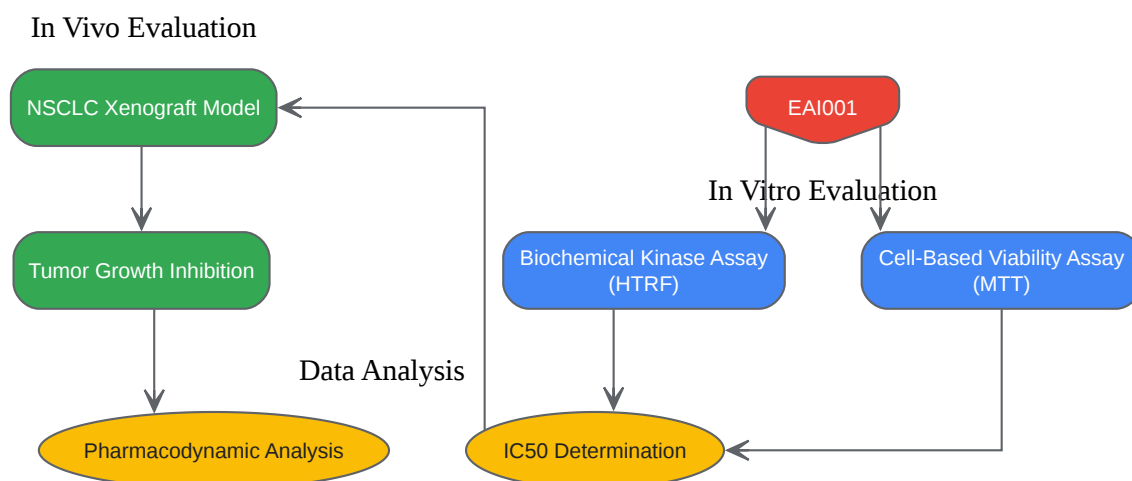 In Vivo Evaluation
NSCLC Xenograft Model
EAI001
In Vitro Evaluation
Tumor Growth Inhibition
Biochemical Kinase Assay
(HTRF)
Cell-Based Viability Assay
(MTT)
Data Analysis
Pharmacodynamic Analysis
IC50 Determination